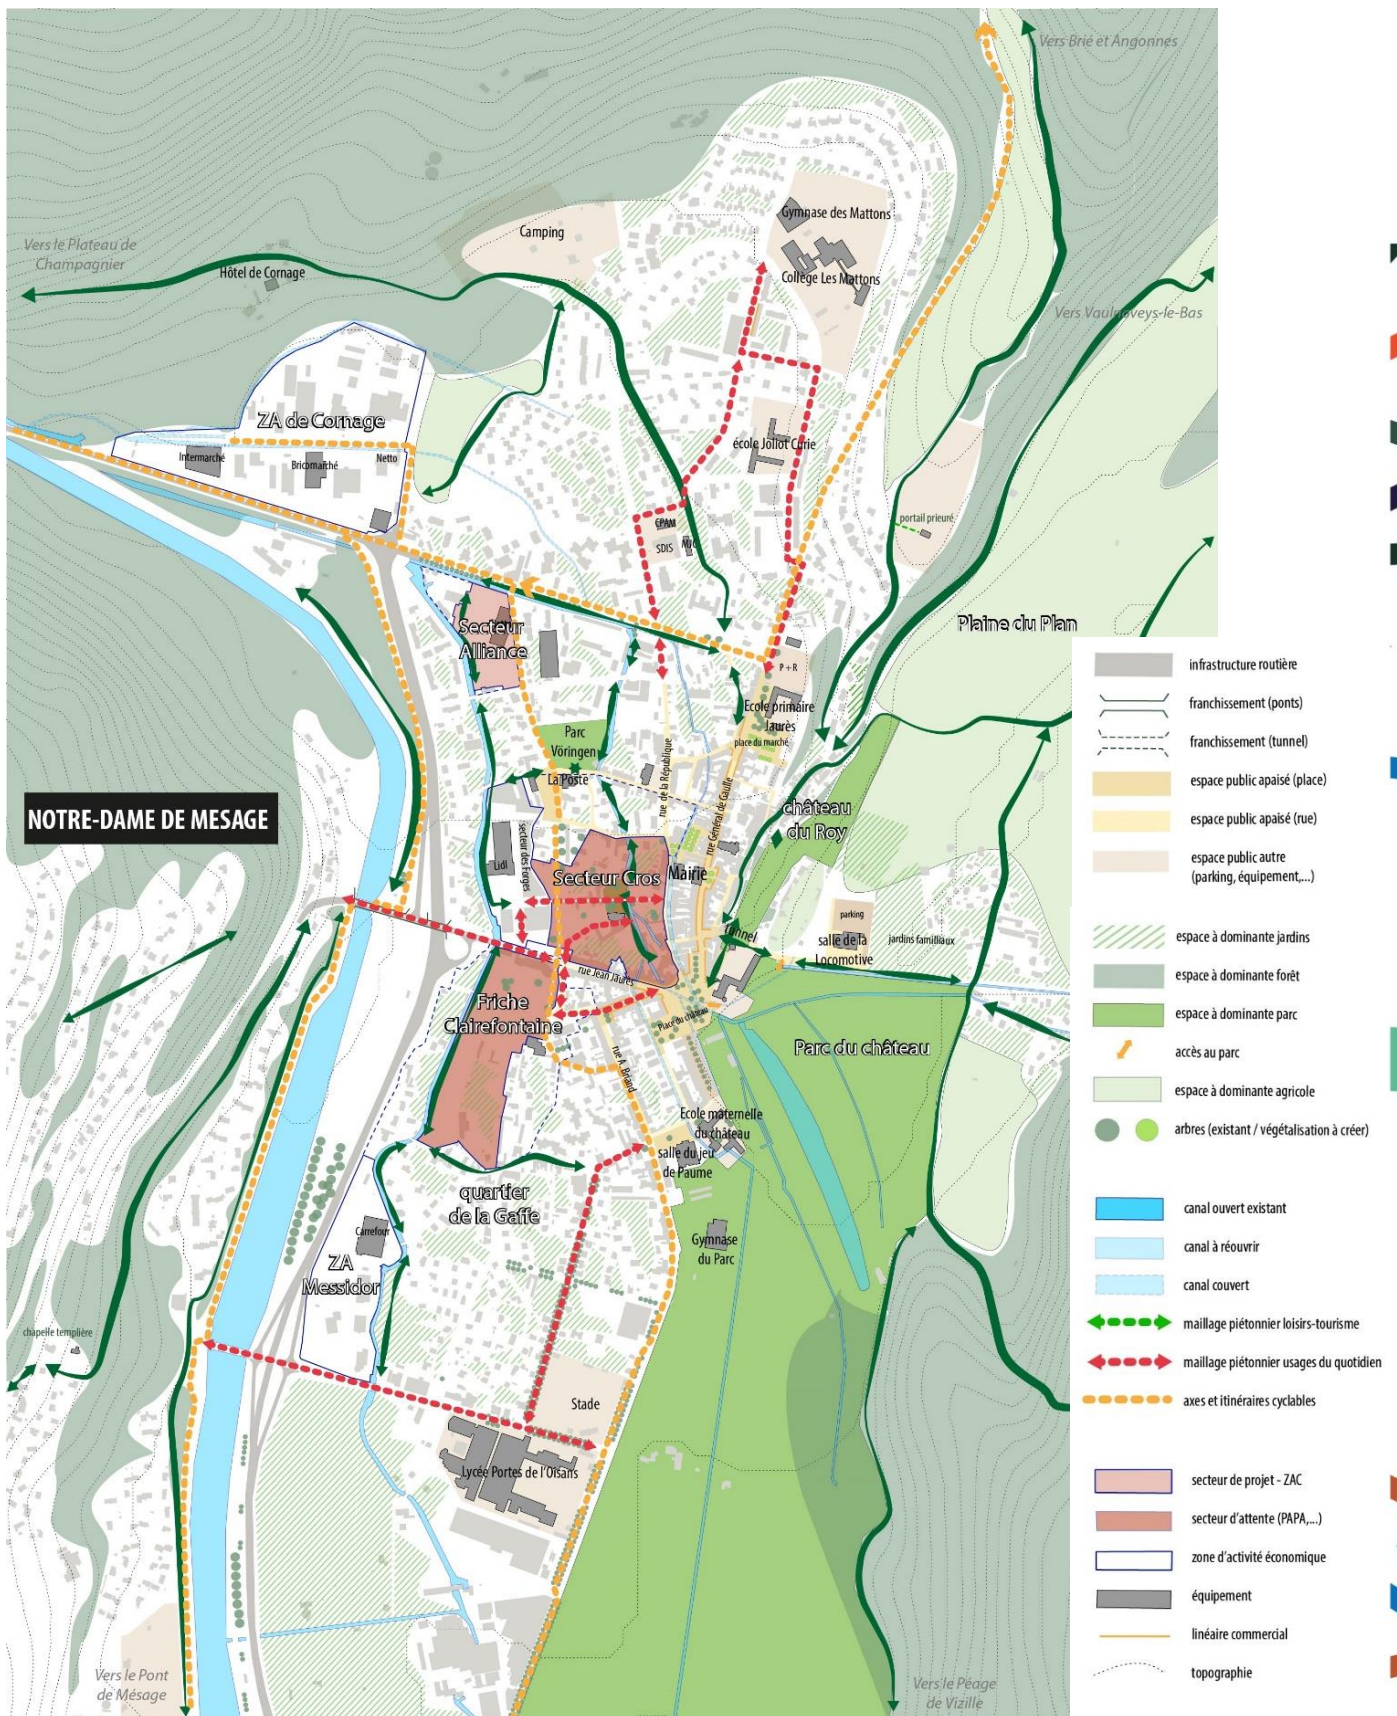 Vers Brié et Angonnes
Gymnase des Mattons
Camping
Vers le Plateau de
Champagnier
Hôtel de Cornage
Collège Les Mattons
Vers Vaulnaveys-le-Bas
ZA de Cornage
Intermarché
Bricomarché
Netto
école Joliot Curie
CPAM
SDIS
MJC
portail prieuré
Secteur
Alliance
Plaine du Plan
P + R
Ecole primaire
Jaurès
place du marché
Parc
Vöringen
La Poste
rue de la République
rue Général de Gaulle
NOTRE-DAME DE MESAGE
château
du Roy
secteur des Forges
Lidl
Secteur Cros
Mairie
parking
tunnel
salle de la
Locomotive
jardins familliaux
rue Jean Jaurès
Friche
Clairefontaine
Place du château
Parc du château
rue A. Briand
Ecole maternelle
du château
salle du jeu
de Paume
quartier
de la Gaffe
Carrefour
ZA
Messidor
Gymnase
du Parc
chapelle templière
Stade
Lycée Portes de l'Oisans
Vers le Pont
de Mésage
Vers le Péage
de Vizille
infrastructure routière
franchissement (ponts)
franchissement (tunnel)
espace public apaisé (place)
espace public apaisé (rue)
espace public autre
(parking, équipement,...)
espace à dominante jardins
espace à dominante forêt
espace à dominante parc
accès au parc
espace à dominante agricole
arbres (existant / végétalisation à créer)
canal ouvert existant
canal à réouvrir
canal couvert
maillage piétonnier loisirs-tourisme
maillage piétonnier usages du quotidien
axes et itinéraires cyclables
secteur de projet - ZAC
secteur d'attente (PAPA,...)
zone d'activité économique
équipement
linéaire commercial
topographie